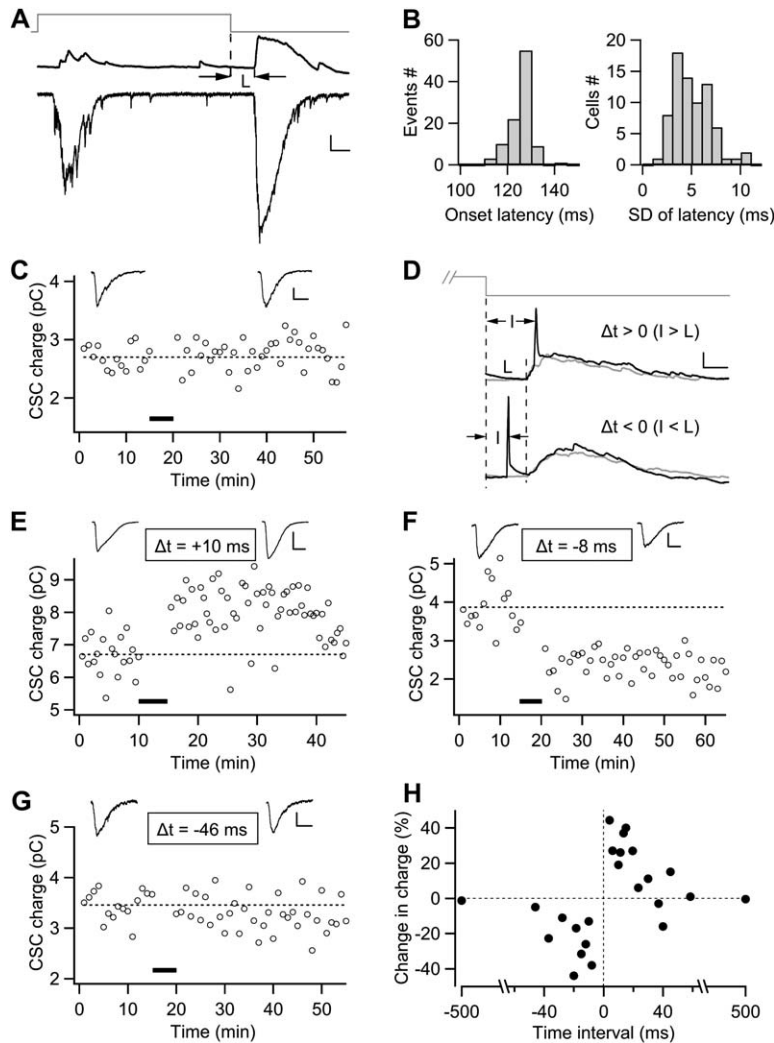 A
L
B
Events #
60
40
20
0
100 120 140
Onset latency (ms)
Cells #
20
15
10
5
0
0 5 10
SD of latency (ms)
C
CSC charge (pC)
4
3
2
0 10 20 30 40 50
Time (min)
D
I
L
Δt > 0 (I > L)
I
Δt < 0 (I < L)
E
Δt = +10 ms
CSC charge (pC)
9
8
7
6
5
0 10 20 30 40
Time (min)
F
Δt = -8 ms
CSC charge (pC)
5
4
3
2
0 10 20 30 40 50 60
Time (min)
G
Δt = -46 ms
CSC charge (pC)
5
4
3
2
0 10 20 30 40 50
Time (min)
H
Change in charge (%)
40
20
0
-20
-40
-500 -40 0 40 500
Time interval (ms)